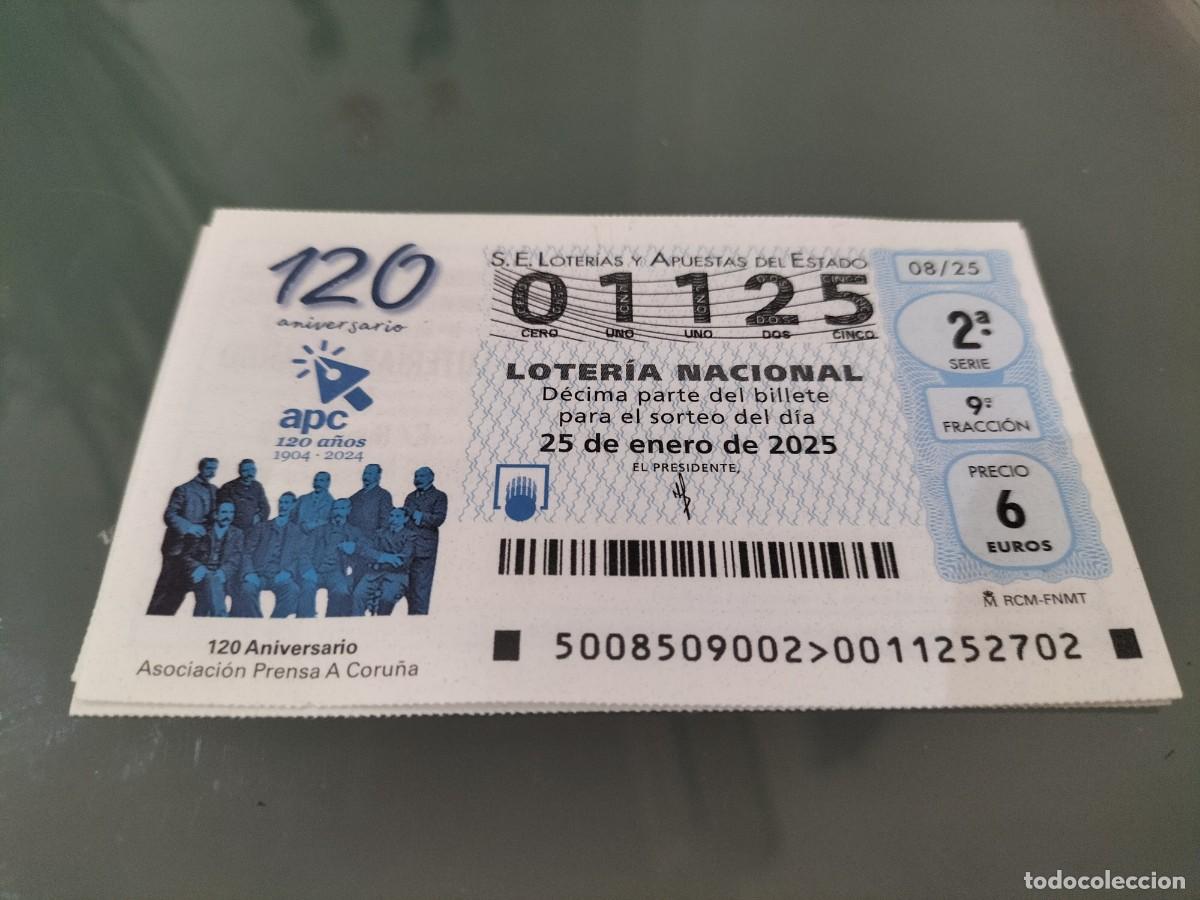 120
aniversario
apc
120 años
1904 · 2024
120 Aniversario
Asociación Prensa A Coruña
S.E. LOTERÍAS Y APUESTAS DEL ESTADO
01125
CERO UNO UNO DOS CINCO
LOTERÍA NACIONAL
Décima parte del billete
para el sorteo del día
25 de enero de 2025
EL PRESIDENTE,
08/25
2ª
SERIE
9ª
FRACCIÓN
PRECIO
6
EUROS
RCM-FNMT
5008509002>0011252702
todocoleccion